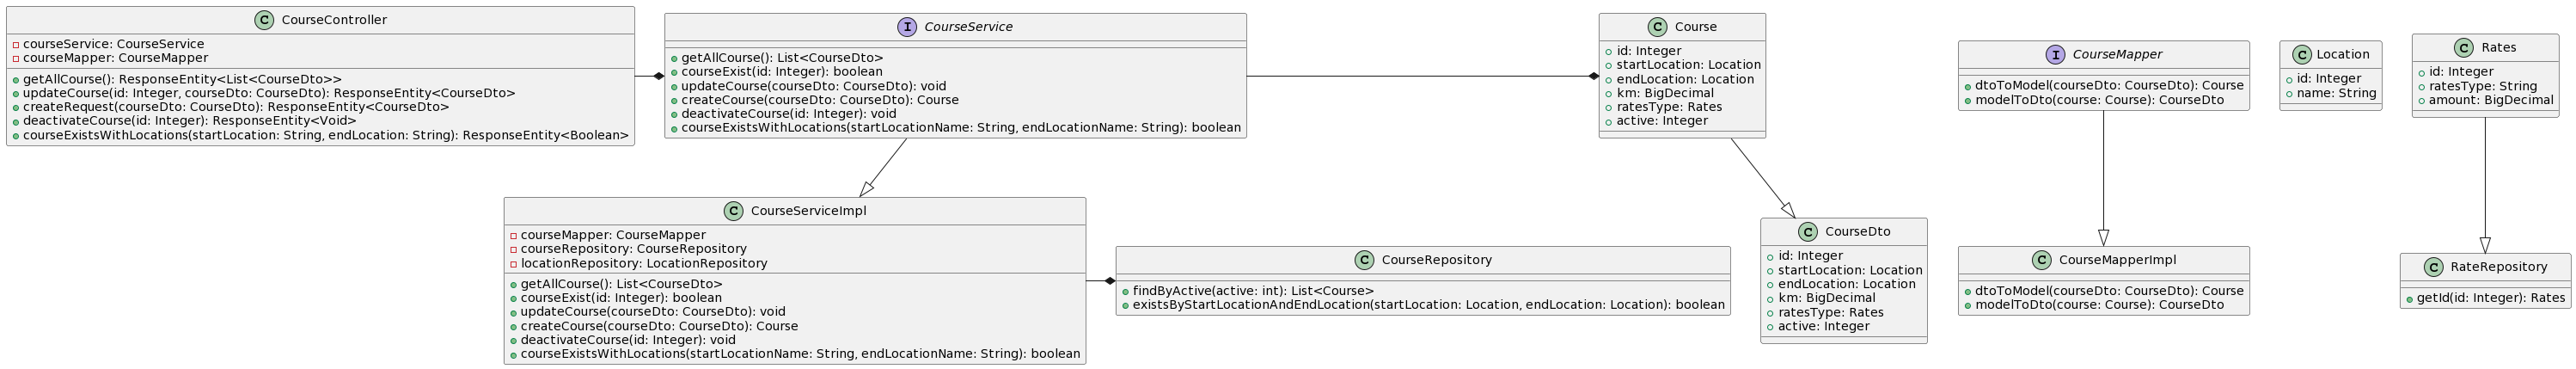 C CourseController
courseService: CourseService
courseMapper: CourseMapper
getAllCourse(): ResponseEntity<List<CourseDto>>
updateCourse(id: Integer, courseDto: CourseDto): ResponseEntity<CourseDto>
createRequest(courseDto: CourseDto): ResponseEntity<CourseDto>
deactivateCourse(id: Integer): ResponseEntity<Void>
courseExistsWithLocations(startLocation: String, endLocation: String): ResponseEntity<Boolean>
I CourseService
getAllCourse(): List<CourseDto>
courseExist(id: Integer): boolean
updateCourse(courseDto: CourseDto): void
createCourse(courseDto: CourseDto): Course
deactivateCourse(id: Integer): void
courseExistsWithLocations(startLocationName: String, endLocationName: String): boolean
C Course
id: Integer
startLocation: Location
endLocation: Location
km: BigDecimal
ratesType: Rates
active: Integer
I CourseMapper
dtoToModel(courseDto: CourseDto): Course
modelToDto(course: Course): CourseDto
C Location
id: Integer
name: String
C Rates
id: Integer
ratesType: String
amount: BigDecimal
C CourseServiceImpl
courseMapper: CourseMapper
courseRepository: CourseRepository
locationRepository: LocationRepository
getAllCourse(): List<CourseDto>
courseExist(id: Integer): boolean
updateCourse(courseDto: CourseDto): void
createCourse(courseDto: CourseDto): Course
deactivateCourse(id: Integer): void
courseExistsWithLocations(startLocationName: String, endLocationName: String): boolean
C CourseRepository
findByActive(active: int): List<Course>
existsByStartLocationAndEndLocation(startLocation: Location, endLocation: Location): boolean
C CourseDto
id: Integer
startLocation: Location
endLocation: Location
km: BigDecimal
ratesType: Rates
active: Integer
C CourseMapperImpl
dtoToModel(courseDto: CourseDto): Course
modelToDto(course: Course): CourseDto
C RateRepository
getId(id: Integer): Rates